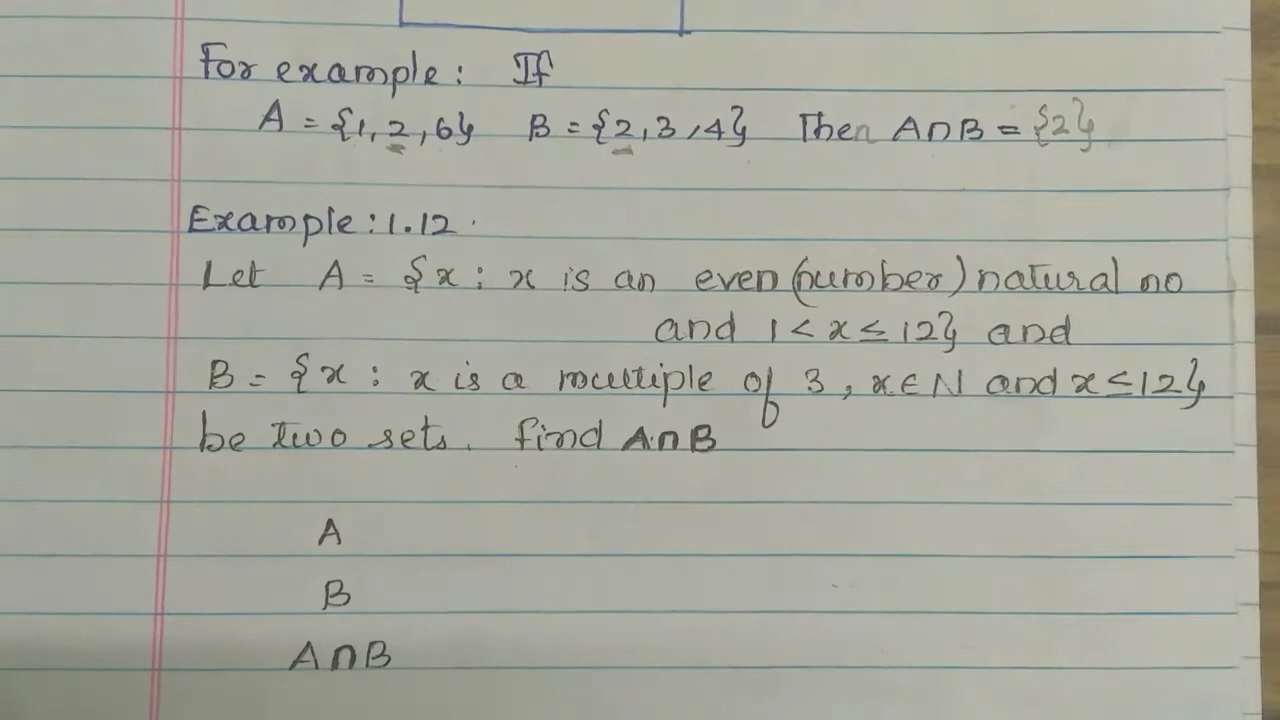 For example: If
A = {1, 2, 6} B = {2, 3, 4} Then A∩B = {2}
Example: 1.12.
Let A = {x : x is an even (number) natural no
and 1 < x ≤ 12} and
B = {x : x is a multiple of 3, x ∈ N and x ≤ 12}
be two sets. Find A∩B
A
B
A∩B